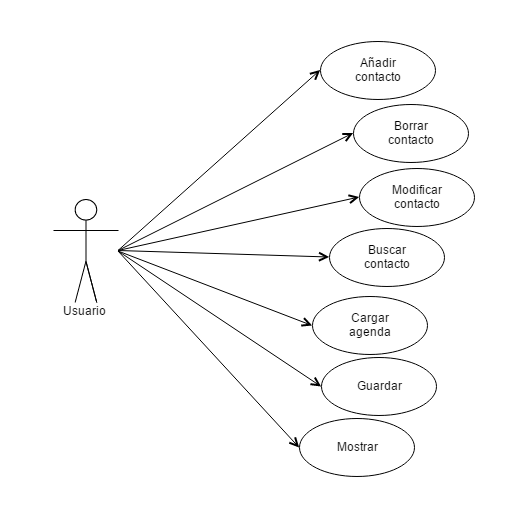 Añadir
contacto
Borrar
contacto
Modificar
contacto
Buscar
contacto
Usuario
Cargar
agenda
Guardar
Mostrar